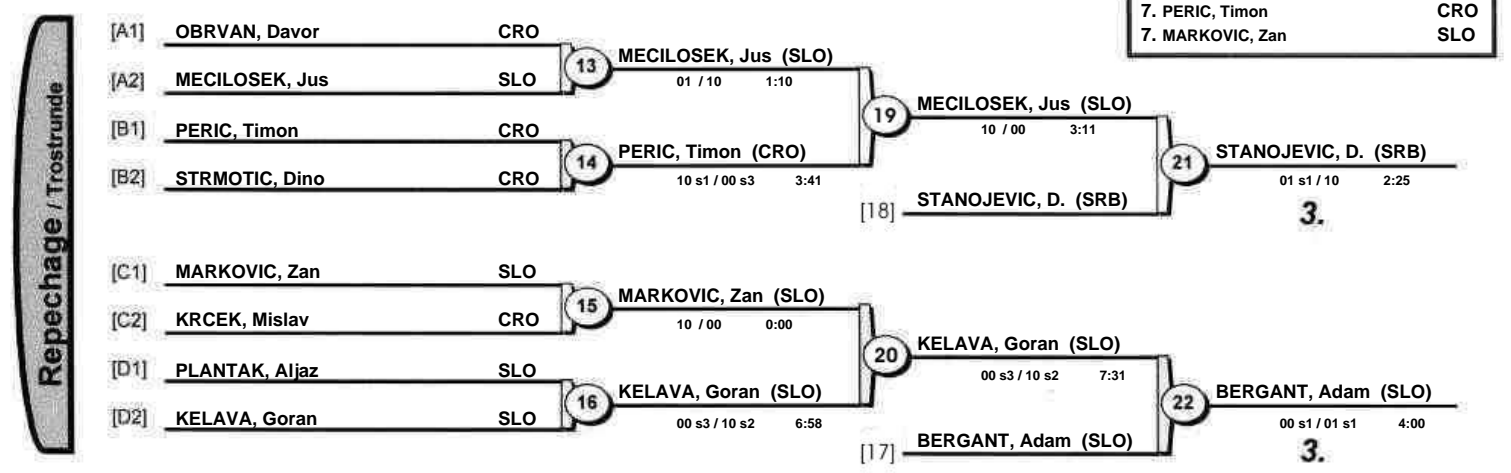 7. PERIC, Timon CRO
7. MARKOVIC, Zan SLO
Repechage / Trostrunde
[A1] OBRVAN, Davor CRO
[A2] MECILOSEK, Jus SLO
13 MECILOSEK, Jus (SLO)
01 / 10 1:10
[B1] PERIC, Timon CRO
[B2] STRMOTIC, Dino CRO
14 PERIC, Timon (CRO)
10 s1 / 00 s3 3:41
19 MECILOSEK, Jus (SLO)
10 / 00 3:11
[18] STANOJEVIC, D. (SRB)
21 STANOJEVIC, D. (SRB)
01 s1 / 10 2:25
3.
[C1] MARKOVIC, Zan SLO
[C2] KRCEK, Mislav CRO
15 MARKOVIC, Zan (SLO)
10 / 00 0:00
[D1] PLANTAK, Aljaz SLO
[D2] KELAVA, Goran SLO
16 KELAVA, Goran (SLO)
00 s3 / 10 s2 6:58
20 KELAVA, Goran (SLO)
00 s3 / 10 s2 7:31
[17] BERGANT, Adam (SLO)
22 BERGANT, Adam (SLO)
00 s1 / 01 s1 4:00
3.